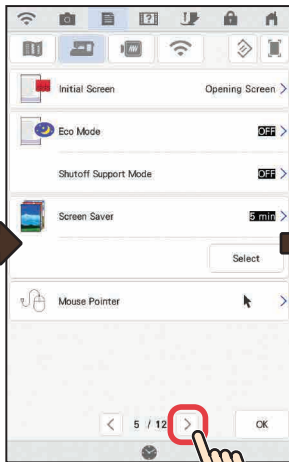 Initial Screen
Opening Screen >
Eco Mode
OFF >
Shutoff Support Mode
OFF >
Screen Saver
5 min >
Select
Mouse Pointer
>
< 5 / 12 >
OK